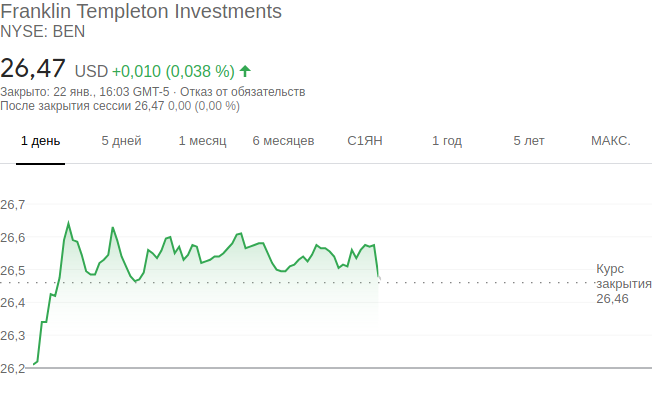 Franklin Templeton Investments
NYSE: BEN
26,47 USD +0,010 (0,038 %)
Закрыто: 22 янв., 16:03 GMT-5 · Отказ от обязательств
После закрытия сессии 26,47 0,00 (0,00 %)
1 день 5 дней 1 месяц 6 месяцев С1ЯН 1 год 5 лет МАКС.
26,7
26,6
26,5
26,4
26,3
26,2
Курс
закрытия
26,46